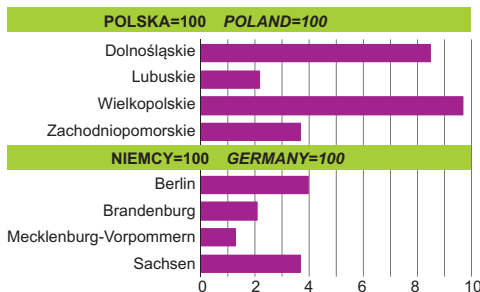 POLSKA=100 POLAND=100
Dolnośląskie
Lubuskie
Wielkopolskie
Zachodniopomorskie
NIEMCY=100 GERMANY=100
Berlin
Brandenburg
Mecklenburg-Vorpommern
Sachsen
0 2 4 6 8 10